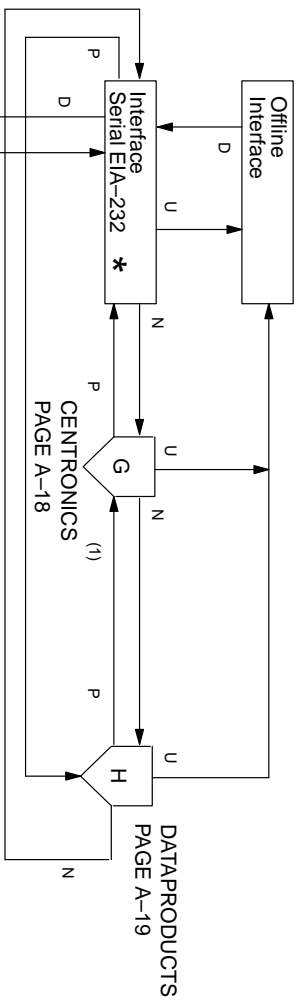 Offline
Interface
D
U
U
U
N
N
Interface
Serial EIA–232 *
G
H
DATAPRODUCTS
PAGE A–19
P
P
(1)
P
D
CENTRONICS
PAGE A–18
N